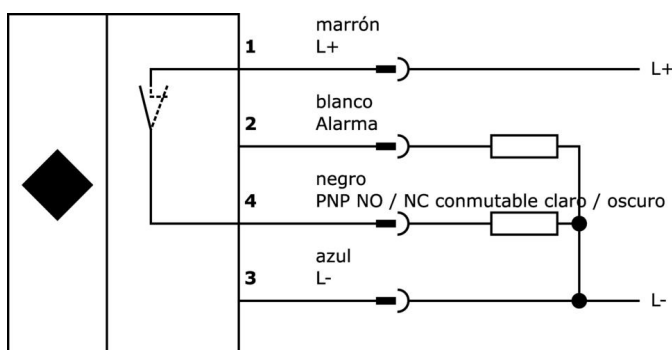 marrón
1 L+
L+
blanco
2 Alarma
negro
4 PNP NO / NC conmutable claro / oscuro
azul
3 L-
L-